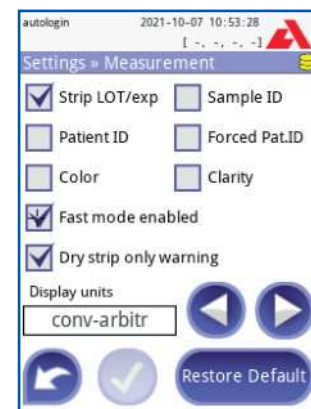 autologin 2021-10-07 10:53:28
[ -, -, -, -]
Settings » Measurement
Strip LOT/exp Sample ID
Patient ID Forced Pat.ID
Color Clarity
Fast mode enabled
Dry strip only warning
Display units
conv-arbitr
Restore Default